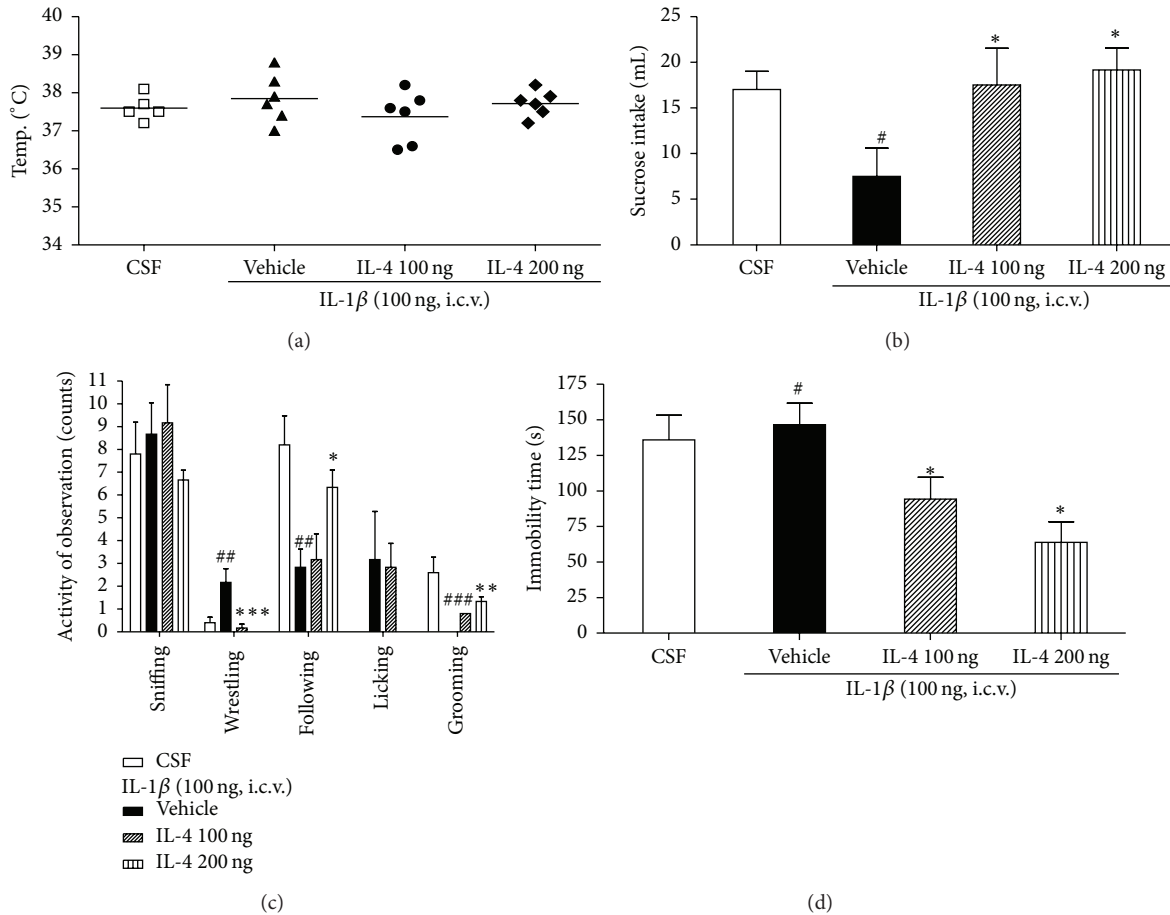 40
39
38
37
36
35
34
Temp. (°C)
CSF Vehicle IL-4 100 ng IL-4 200 ng
IL-1β (100 ng, i.c.v.)
(a)
25
20
15
10
5
0
Sucrose intake (mL)
#
*
*
CSF Vehicle IL-4 100 ng IL-4 200 ng
IL-1β (100 ng, i.c.v.)
(b)
11
10
9
8
7
6
5
4
3
2
1
0
Activity of observation (counts)
##
***
##
*
###
**
Sniffing
Wrestling
Following
Licking
Grooming
CSF
IL-1β (100 ng, i.c.v.)
Vehicle
IL-4 100 ng
IL-4 200 ng
(c)
175
150
125
100
75
50
25
0
Immobility time (s)
#
*
*
CSF Vehicle IL-4 100 ng IL-4 200 ng
IL-1β (100 ng, i.c.v.)
(d)